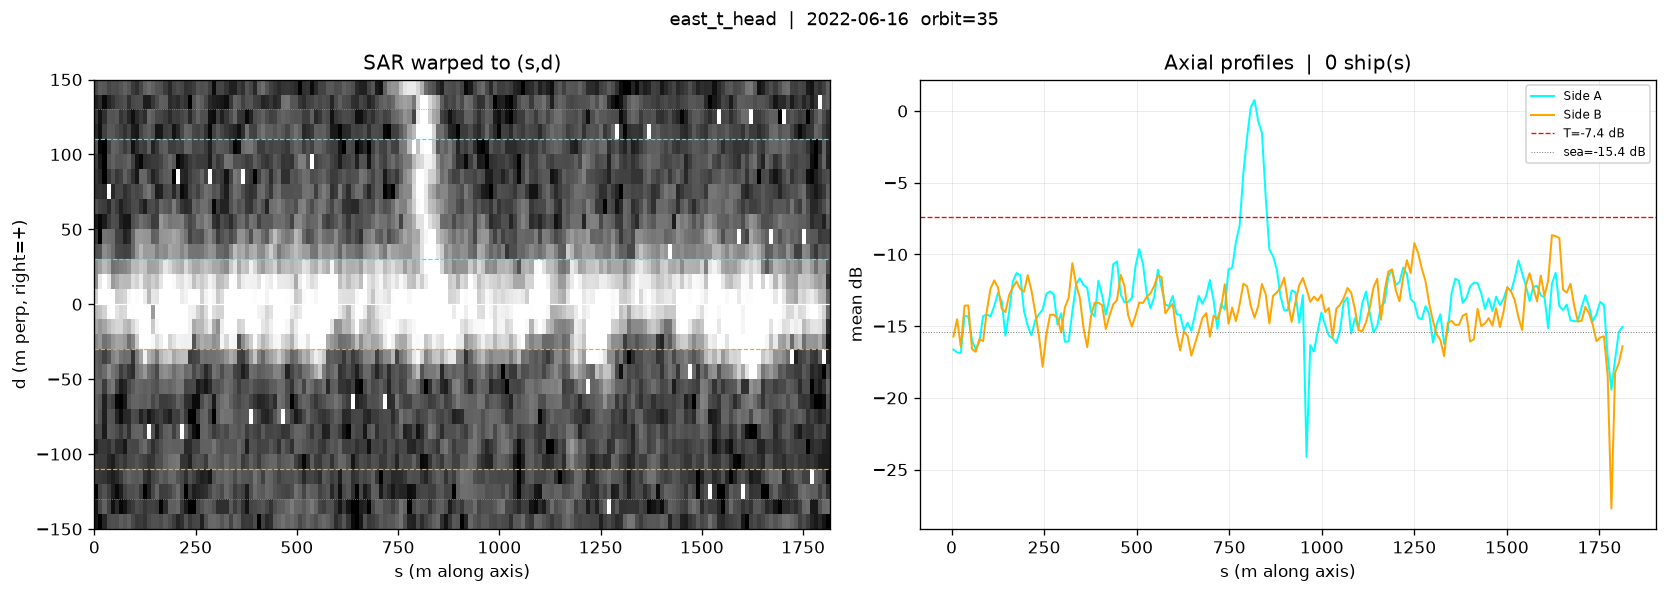 east_t_head | 2022-06-16 orbit=35
SAR warped to (s,d)
150
100
50
0
−50
−100
−150
d (m perp, right=+)
0
250
500
750
1000
1250
1500
1750
s (m along axis)
Axial profiles | 0 ship(s)
Side A
Side B
T=-7.4 dB
sea=-15.4 dB
0
−5
−10
−15
−20
−25
mean dB
0
250
500
750
1000
1250
1500
1750
s (m along axis)